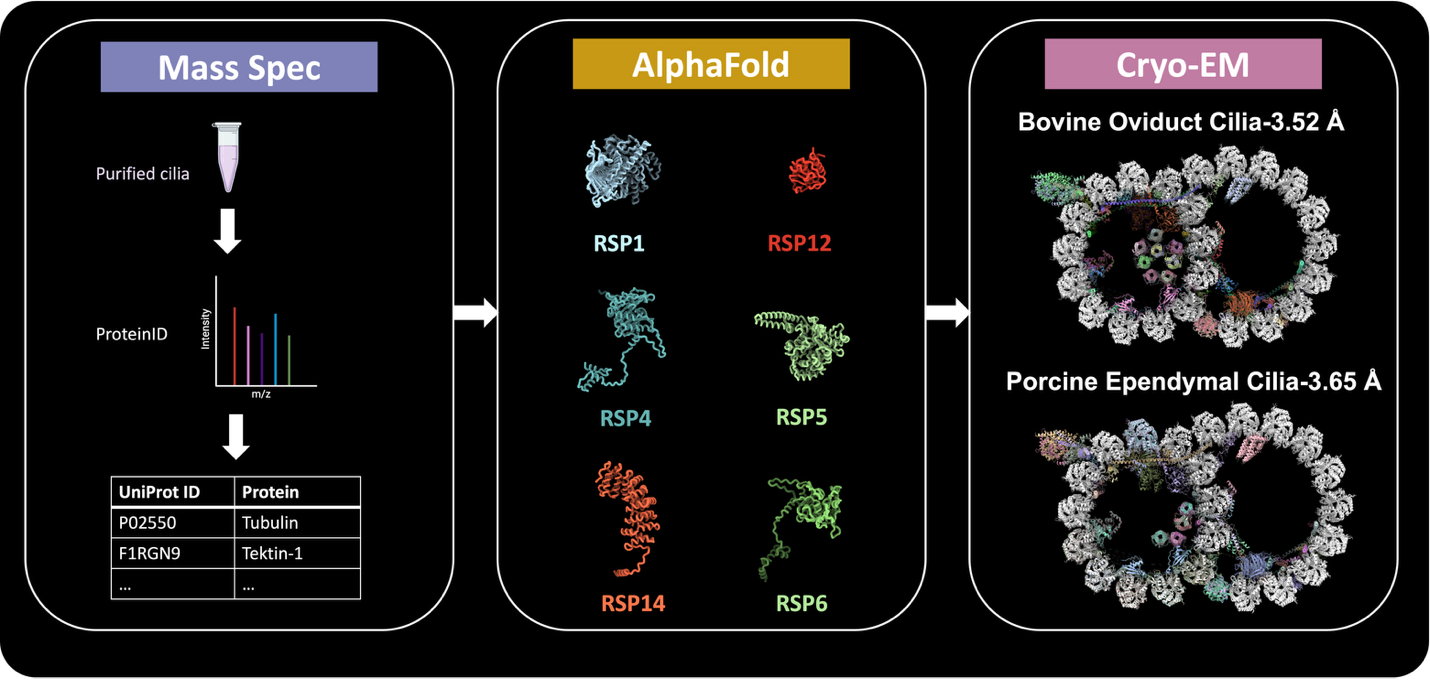 Mass Spec
Purified cilia
ProteinID
Intensity
m/z
UniProt ID Protein
P02550 Tubulin
F1RGN9 Tektin-1
... ...
AlphaFold
RSP1 RSP12
RSP4 RSP5
RSP14 RSP6
Cryo-EM
Bovine Oviduct Cilia-3.52 Å
Porcine Ependymal Cilia-3.65 Å